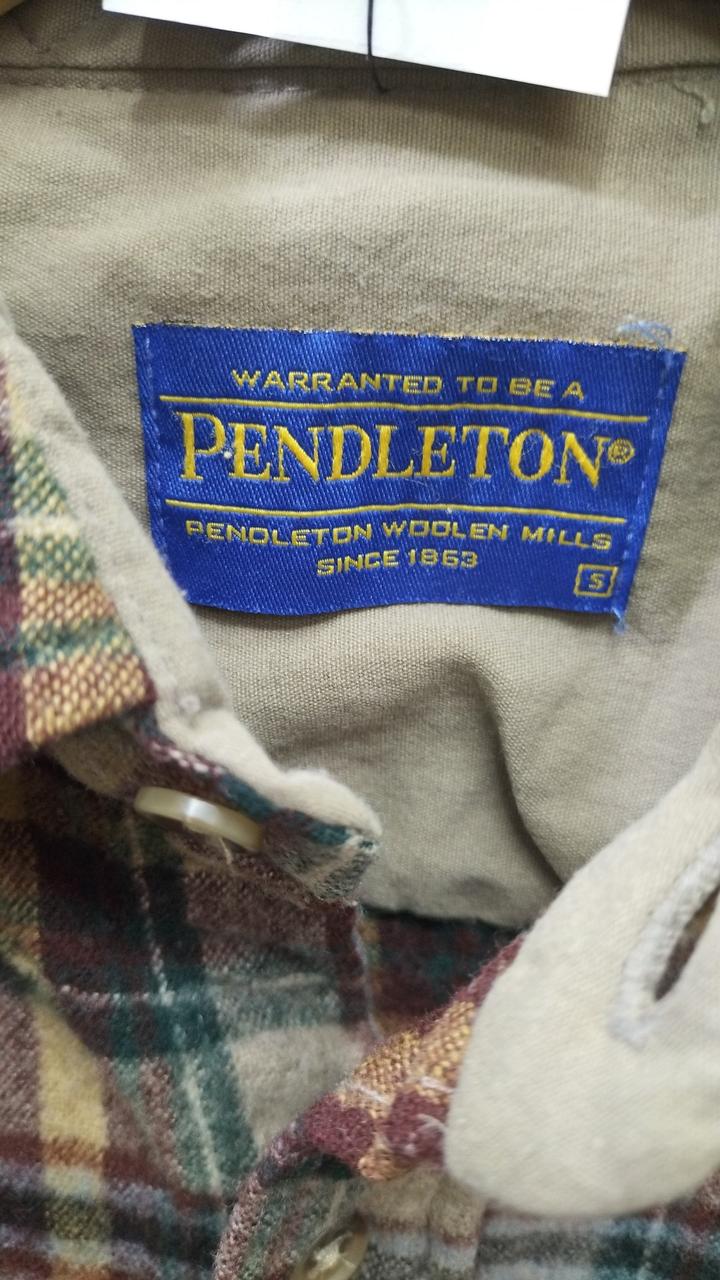 WARRANTED TO BE A
PENDLETON®
PENDLETON WOOLEN MILLS
SINCE 1863
S